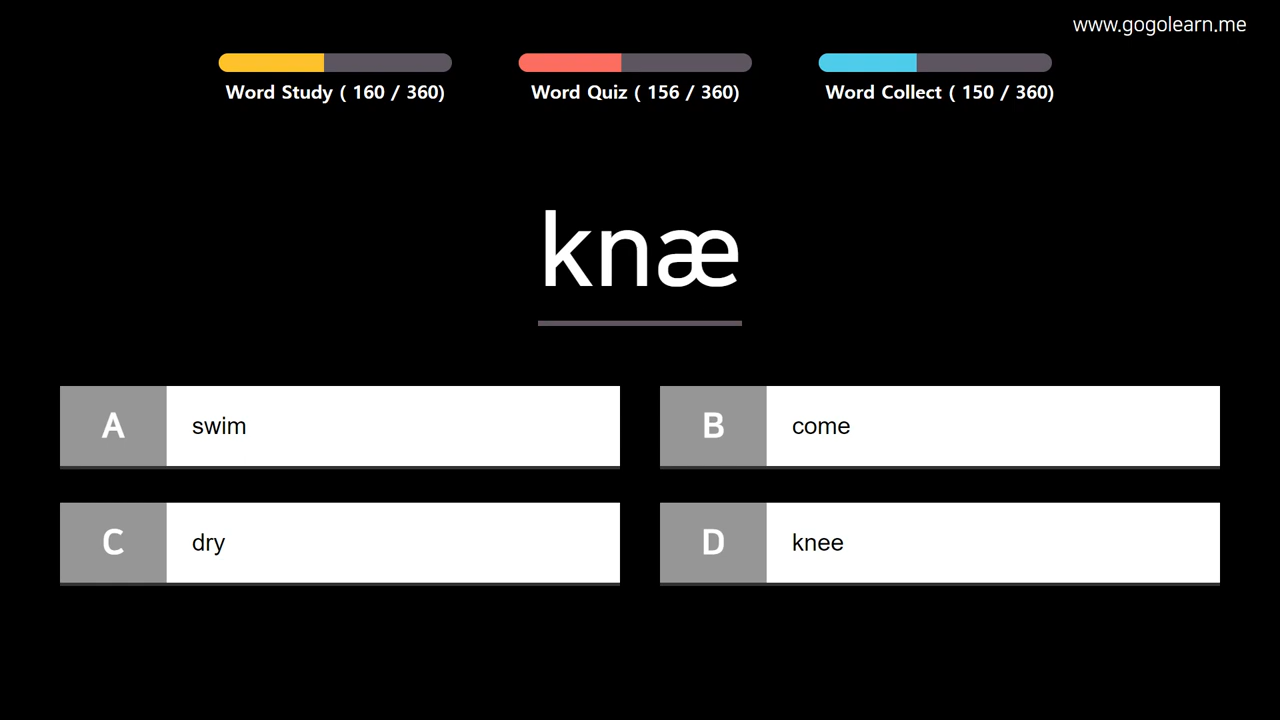 www.gogolearn.me
Word Study ( 160 / 360)
Word Quiz ( 156 / 360)
Word Collect ( 150 / 360)
knæ
A swim
B come
C dry
D knee